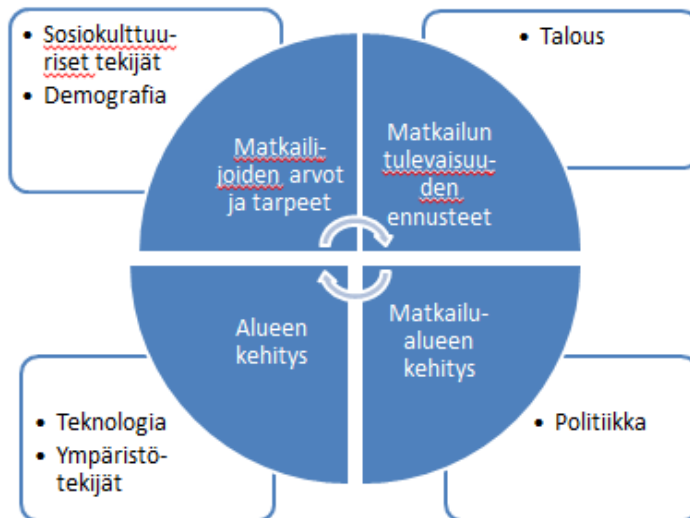 • Sosiokulttuu-
riset tekijät
• Demografia
• Talous
Matkaili-
joiden arvot
ja tarpeet
Matkailun
tulevaisuu-
den
ennusteet
Alueen
kehitys
Matkailu-
alueen
kehitys
• Teknologia
• Ympäristö-
tekijät
• Politiikka